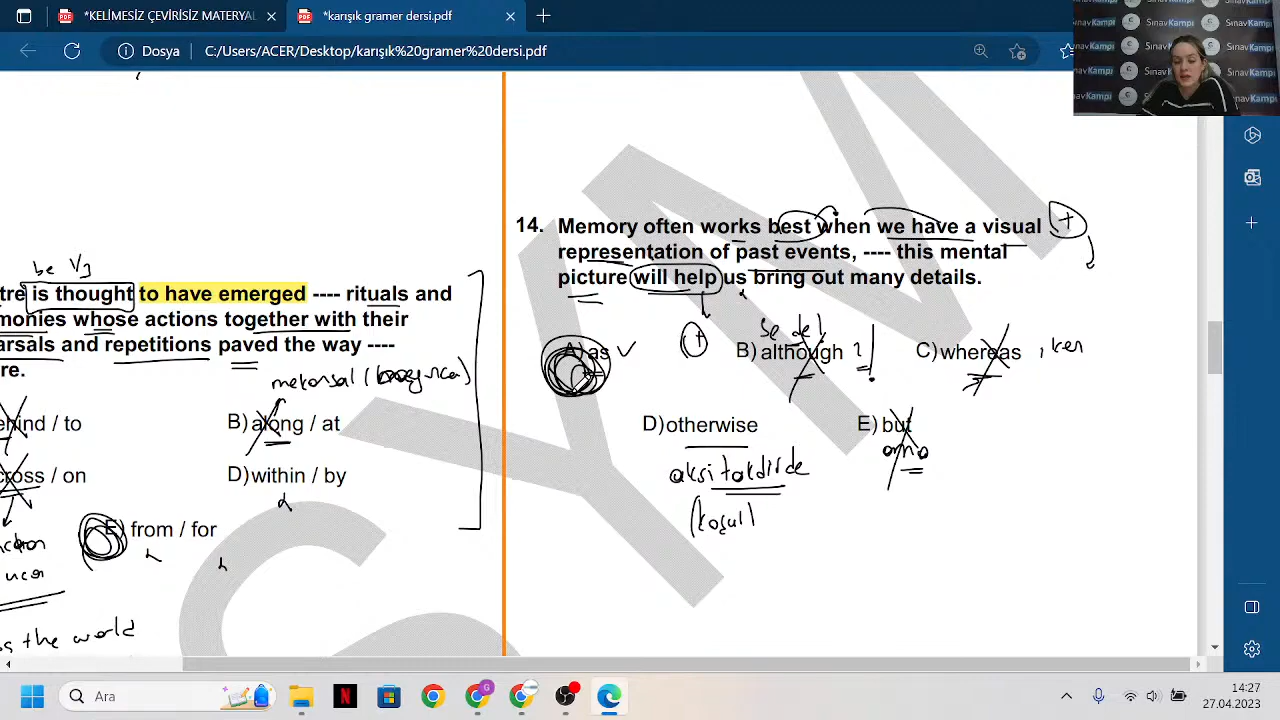 *KELİMESİZ ÇEVİRİSİZ MATERYAL
*karışık gramer dersi.pdf
Dosya
C:/Users/ACER/Desktop/karışık%20gramer%20dersi.pdf
SınavKampı
be V3
tre is thought to have emerged ---- rituals and
monies whose actions together with their
arsals and repetitions paved the way ----
re.
mekansal
ehind / to
B) along / at
cross / on
D) within / by
E) from / for
the world
14. Memory often works best when we have a visual
representation of past events, ---- this mental
picture will help us bring out many details.
+
+
se de!
A) as
B) although ?!
C) whereas , ken
D) otherwise
E) but
aksi takdirde
ama
(koşul)
ÖSYM
Ara
14:27
27.04.2023